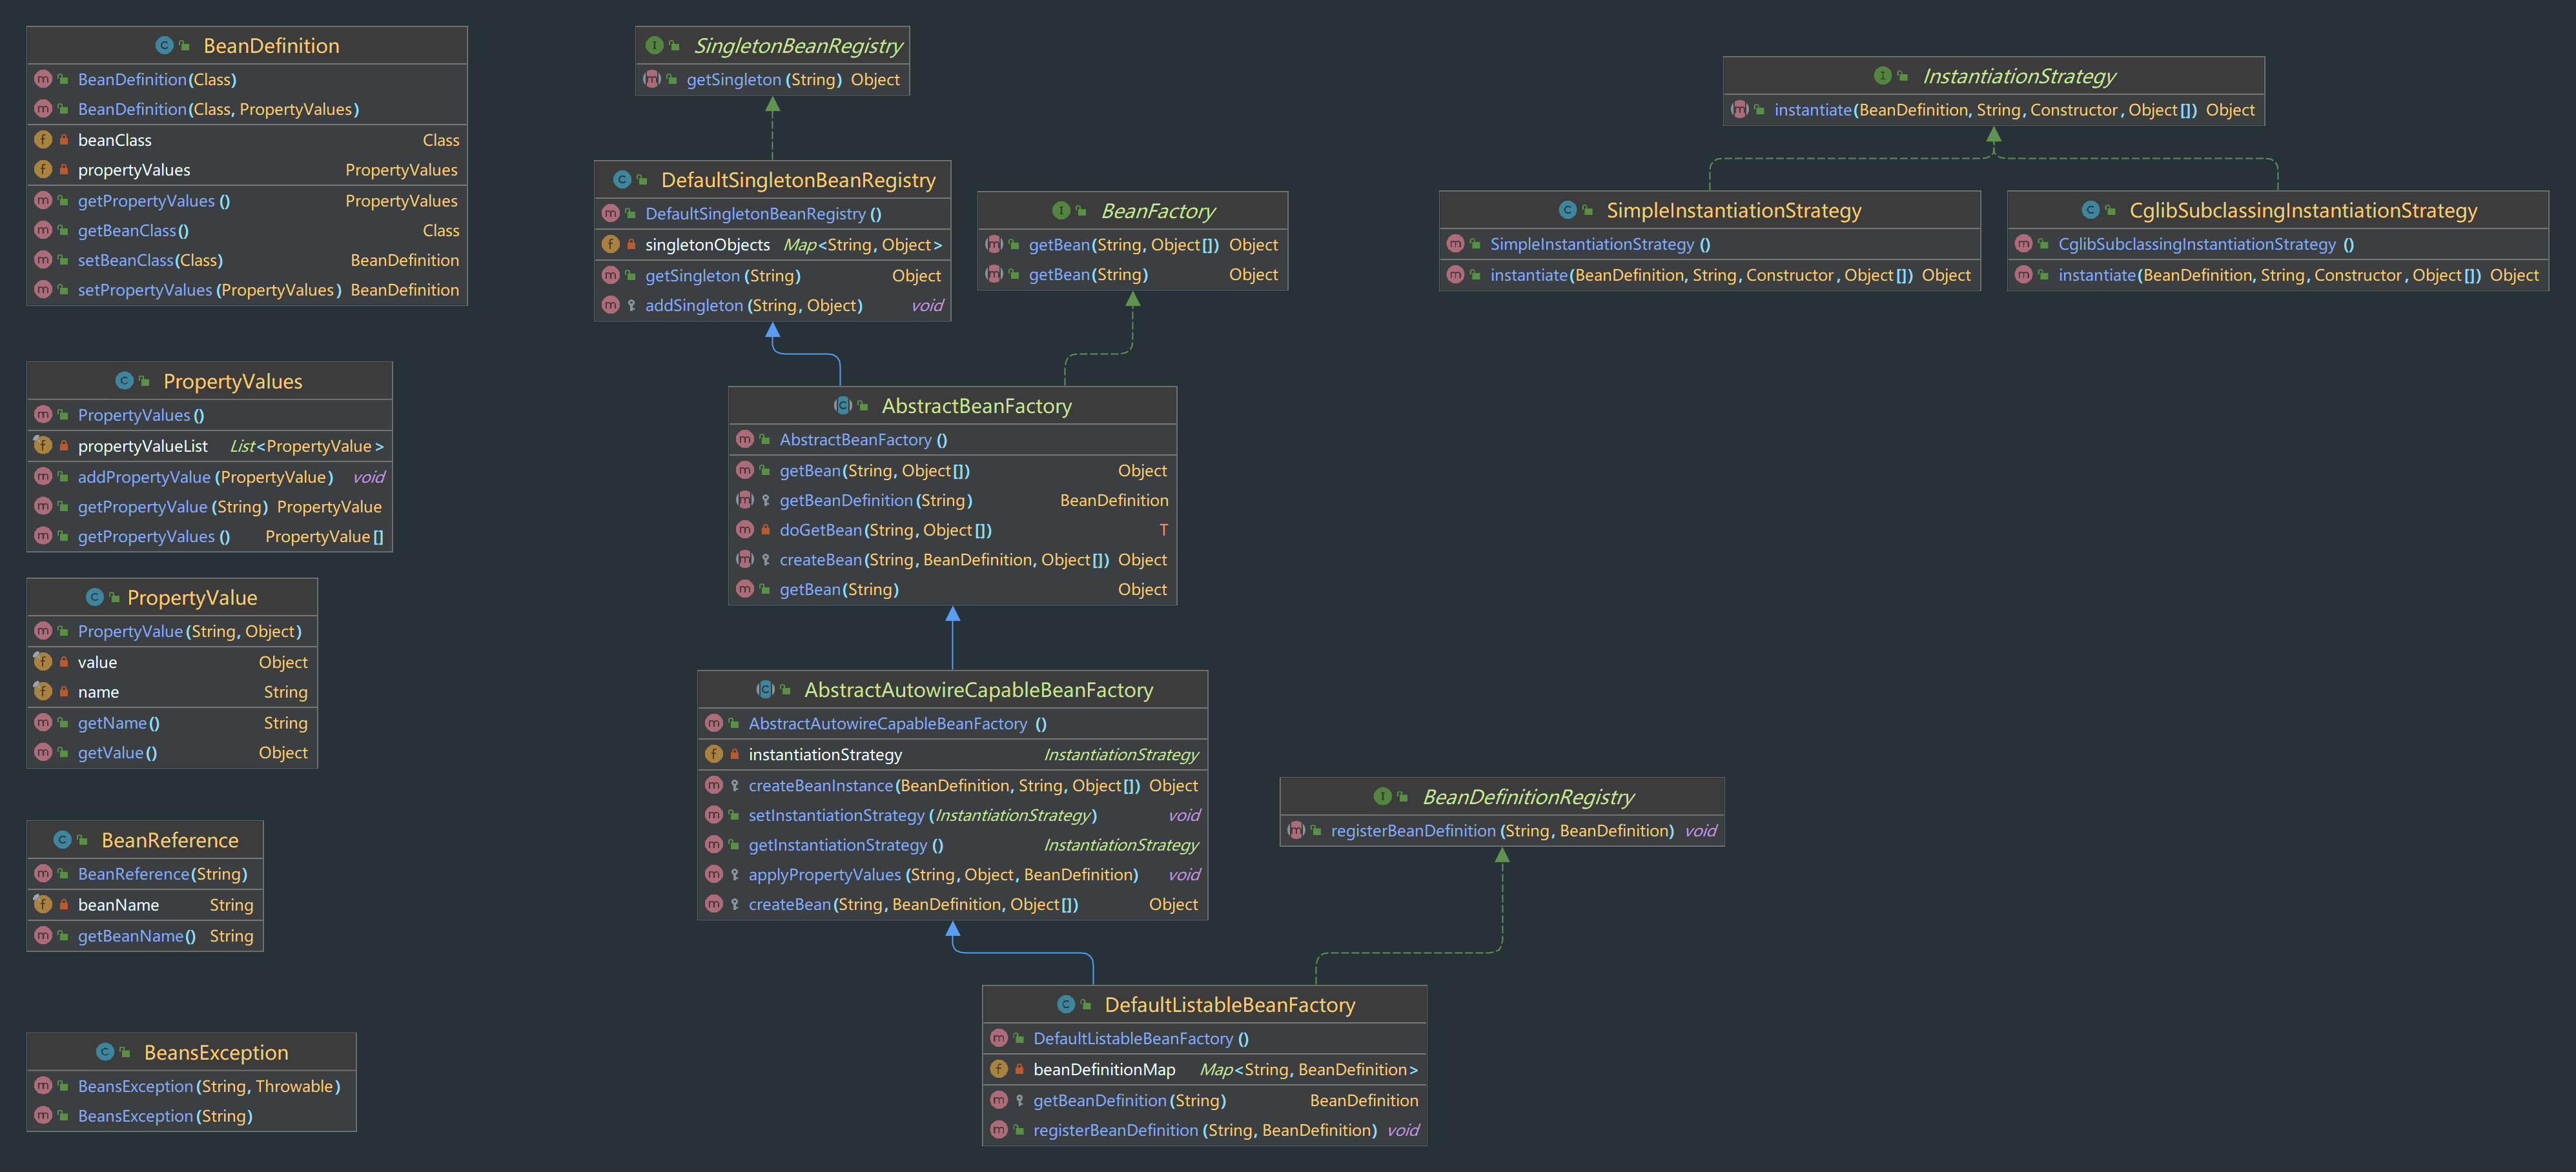 BeanDefinition
BeanDefinition(Class)
BeanDefinition(Class, PropertyValues)
beanClass Class
propertyValues PropertyValues
getPropertyValues () PropertyValues
getBeanClass() Class
setBeanClass(Class) BeanDefinition
setPropertyValues (PropertyValues) BeanDefinition
PropertyValues
PropertyValues ()
propertyValueList List<PropertyValue>
addPropertyValue (PropertyValue) void
getPropertyValue (String) PropertyValue
getPropertyValues () PropertyValue[]
PropertyValue
PropertyValue(String, Object)
value Object
name String
getName() String
getValue() Object
BeanReference
BeanReference(String)
beanName String
getBeanName() String
BeansException
BeansException (String, Throwable)
BeansException (String)
SingletonBeanRegistry
getSingleton (String) Object
DefaultSingletonBeanRegistry
DefaultSingletonBeanRegistry ()
singletonObjects Map<String, Object>
getSingleton (String) Object
addSingleton (String, Object) void
BeanFactory
getBean(String, Object[]) Object
getBean(String) Object
AbstractBeanFactory
AbstractBeanFactory ()
getBean(String, Object[]) Object
getBeanDefinition (String) BeanDefinition
doGetBean(String, Object[]) T
createBean(String, BeanDefinition, Object[]) Object
getBean(String) Object
AbstractAutowireCapableBeanFactory
AbstractAutowireCapableBeanFactory ()
instantiationStrategy InstantiationStrategy
createBeanInstance(BeanDefinition, String, Object[]) Object
setInstantiationStrategy (InstantiationStrategy) void
getInstantiationStrategy () InstantiationStrategy
applyPropertyValues (String, Object, BeanDefinition) void
createBean(String, BeanDefinition, Object[]) Object
BeanDefinitionRegistry
registerBeanDefinition (String, BeanDefinition) void
DefaultListableBeanFactory
DefaultListableBeanFactory ()
beanDefinitionMap Map<String, BeanDefinition>
getBeanDefinition (String) BeanDefinition
registerBeanDefinition (String, BeanDefinition) void
InstantiationStrategy
instantiate(BeanDefinition, String, Constructor, Object[]) Object
SimpleInstantiationStrategy
SimpleInstantiationStrategy ()
instantiate(BeanDefinition, String, Constructor, Object[]) Object
CglibSubclassingInstantiationStrategy
CglibSubclassingInstantiationStrategy ()
instantiate(BeanDefinition, String, Constructor, Object[]) Object